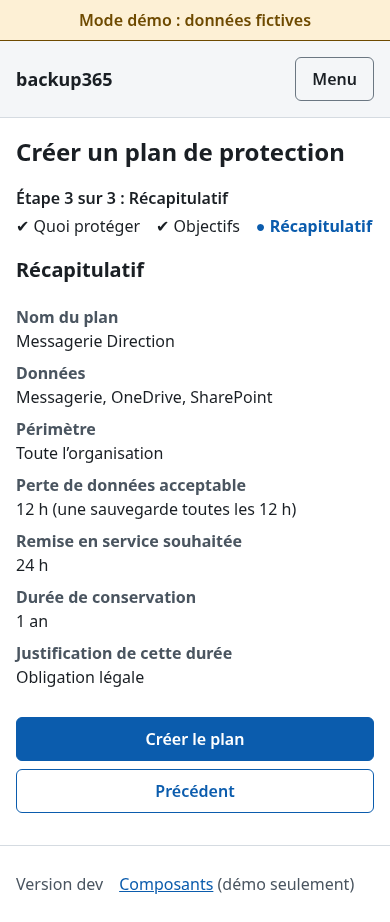 Mode démo : données fictives
backup365
Menu
Créer un plan de protection
Étape 3 sur 3 : Récapitulatif
✔ Quoi protéger ✔ Objectifs ● Récapitulatif
Récapitulatif
Nom du plan
Messagerie Direction
Données
Messagerie, OneDrive, SharePoint
Périmètre
Toute l’organisation
Perte de données acceptable
12 h (une sauvegarde toutes les 12 h)
Remise en service souhaitée
24 h
Durée de conservation
1 an
Justification de cette durée
Obligation légale
Créer le plan
Précédent
Version dev Composants (démo seulement)